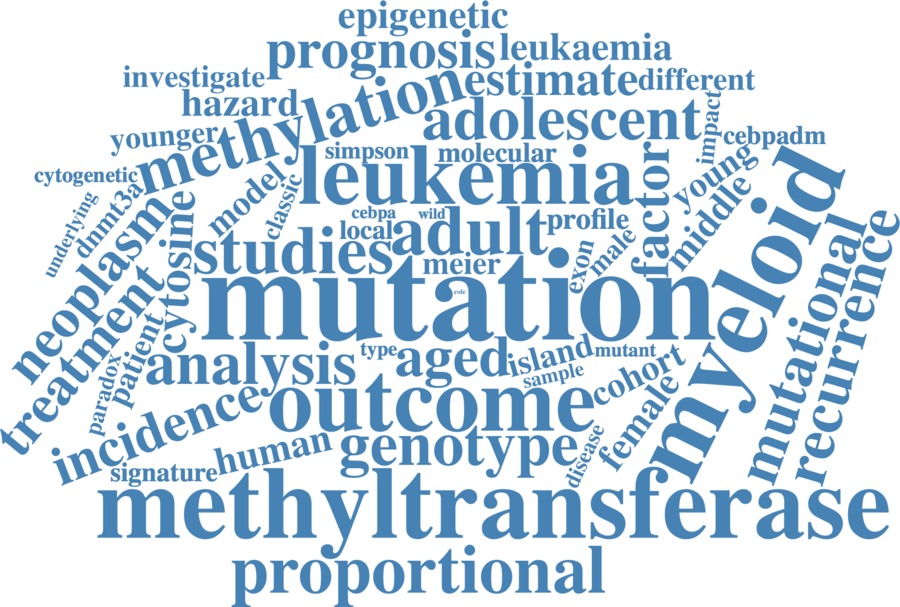 epigenetic
prognosis
leukaemia
investigate
methylation
estimate
different
hazard
adolescent
impact
younger
simpson
molecular
cebpadm
cytogenetic
leukemia
factor
young
myeloid
underlying
dnmt3a
model
classic
cebpa
wild
profile
middle
neoplasme
cytosine
local
adult
male
mutational
recurrence
studies
meier
exon
mutation
role
treatment
patient
paradox
analysis
type
aged
island
mutant
sample
cohort
incidence
outcome
female
human
genotype
disease
signature
methyltransferase
proportional